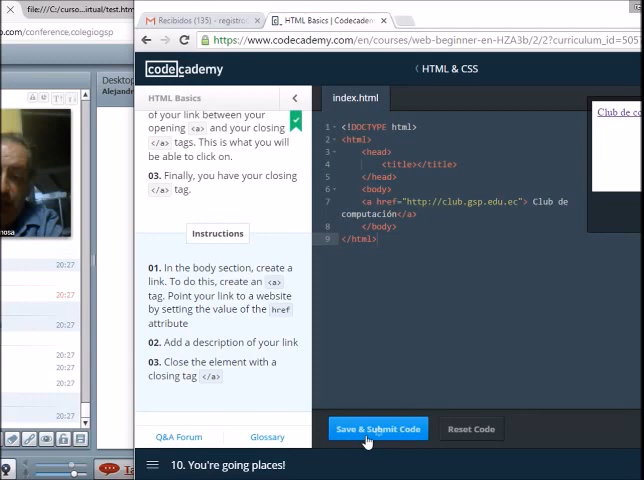 file:///C:/curso...irtual/test.htm
Recibidos (135) - registro
HTML Basics | Codecadem
.com/conference.colegiogsp
https://www.codecademy.com/en/courses/web-beginner-en-HZA3b/2/2?curriculum_id=505
Desktop
Alejandr
codecademy
HTML & CSS
HTML Basics
index.html
of your link between your
opening <a> and your closing
</a> tags. This is what you will
be able to click on.
03. Finally, you have your closing
</a> tag.
Instructions
01. In the body section, create a
link. To do this, create an <a>
tag. Point your link to a website
by setting the value of the href
attribute
02. Add a description of your link
03. Close the element with a
closing tag </a>
Q&A Forum
Glossary
1 <!DOCTYPE html>
2 <html>
3 <head>
4 <title></title>
5 </head>
6 <body>
7 <a href="http://club.gsp.edu.ec"> Club de
computación</a>
8 </body>
9 </html>
Club de co
Save & Submit Code
Reset Code
10. You're going places!
mosa
20:27
20:27
20:27
20:27
20:27
20:27
Ta